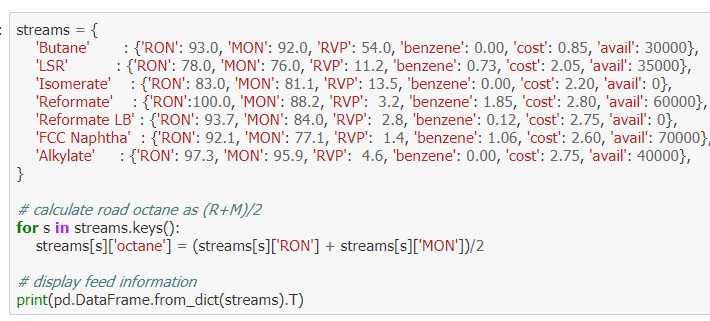 :
streams = {
    'Butane'       : {'RON': 93.0, 'MON': 92.0, 'RVP': 54.0, 'benzene': 0.00, 'cost': 0.85, 'avail': 30000},
    'LSR'          : {'RON': 78.0, 'MON': 76.0, 'RVP': 11.2, 'benzene': 0.73, 'cost': 2.05, 'avail': 35000},
    'Isomerate'    : {'RON': 83.0, 'MON': 81.1, 'RVP': 13.5, 'benzene': 0.00, 'cost': 2.20, 'avail': 0},
    'Reformate'    : {'RON':100.0, 'MON': 88.2, 'RVP':  3.2, 'benzene': 1.85, 'cost': 2.80, 'avail': 60000},
    'Reformate LB' : {'RON': 93.7, 'MON': 84.0, 'RVP':  2.8, 'benzene': 0.12, 'cost': 2.75, 'avail': 0},
    'FCC Naphtha'  : {'RON': 92.1, 'MON': 77.1, 'RVP':  1.4, 'benzene': 1.06, 'cost': 2.60, 'avail': 70000},
    'Alkylate'     : {'RON': 97.3, 'MON': 95.9, 'RVP':  4.6, 'benzene': 0.00, 'cost': 2.75, 'avail': 40000},
}
# calculate road octane as (R+M)/2
for s in streams.keys():
    streams[s]['octane'] = (streams[s]['RON'] + streams[s]['MON'])/2
# display feed information
print(pd.DataFrame.from_dict(streams).T)